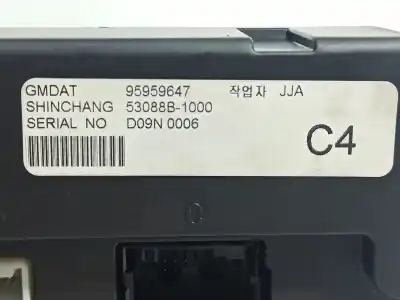 GMDAT 95959647 작업자 JJA
SHINCHANG 53088B-1000
SERIAL NO D09N 0006
C4